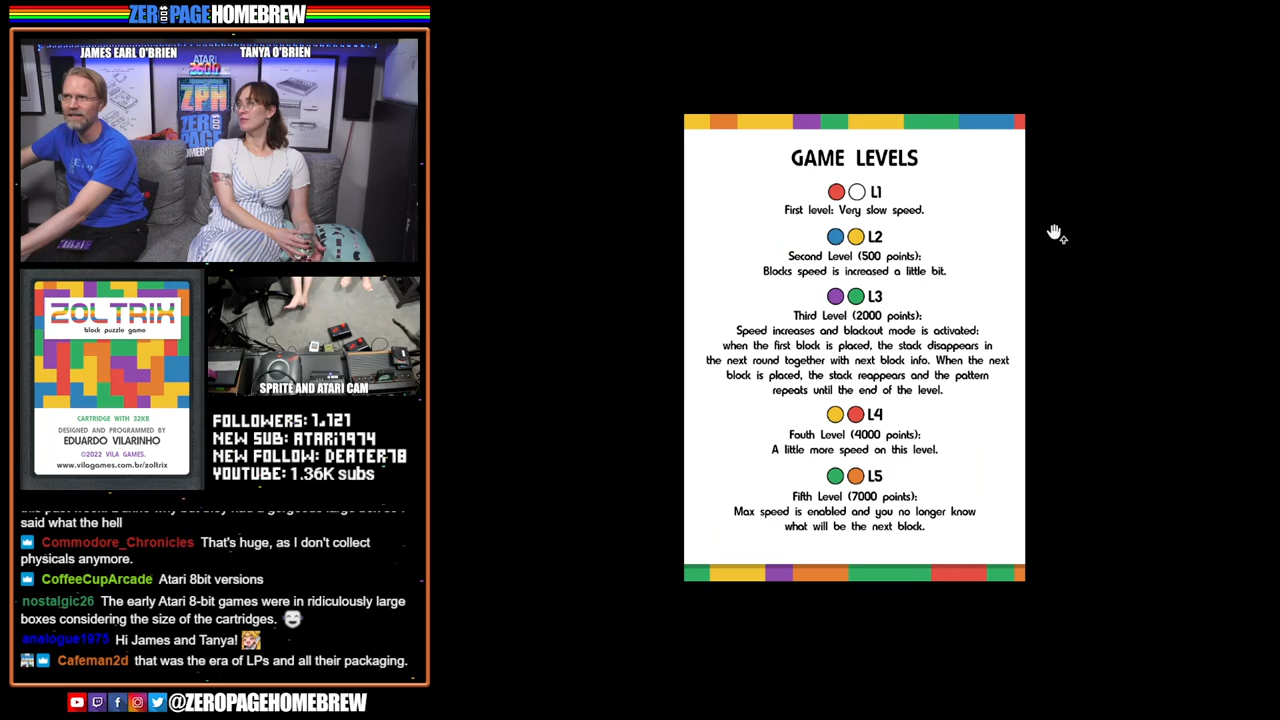 ZEROPAGEHOMEBREW
JAMES EARL O'BRIEN
TANYA O'BRIEN
ATARI
2600
ZPH
ZERO
PAGE
HOMEBREW
ZOLTRIX
block puzzle game
CARTRIDGE WITH 32KB
DESIGNED AND PROGRAMMED BY
EDUARDO VILARINHO
©2022 VILA GAMES.
www.vilagames.com.br/zoltrix
SPRITE AND ATARI CAM
FOLLOWERS: 1,121
NEW SUB: ATARI1974
NEW FOLLOW: DEATER78
YOUTUBE: 1.36K subs
said what the hell
Commodore_Chronicles That's huge, as I don't collect
physicals anymore.
CoffeeCupArcade Atari 8bit versions
nostalgic26 The early Atari 8-bit games were in ridiculously large
boxes considering the size of the cartridges.
analogue1975 Hi James and Tanya!
Cafeman2d that was the era of LPs and all their packaging.
@ZEROPAGEHOMEBREW
GAME LEVELS
L1
First level: Very slow speed.
L2
Second Level (500 points):
Blocks speed is increased a little bit.
L3
Third Level (2000 points):
Speed increases and blackout mode is activated:
when the first block is placed, the stack disappears in
the next round together with next block info. When the next
block is placed, the stack reappears and the pattern
repeats until the end of the level.
L4
Fouth Level (4000 points):
A little more speed on this level.
L5
Fifth Level (7000 points):
Max speed is enabled and you no longer know
what will be the next block.